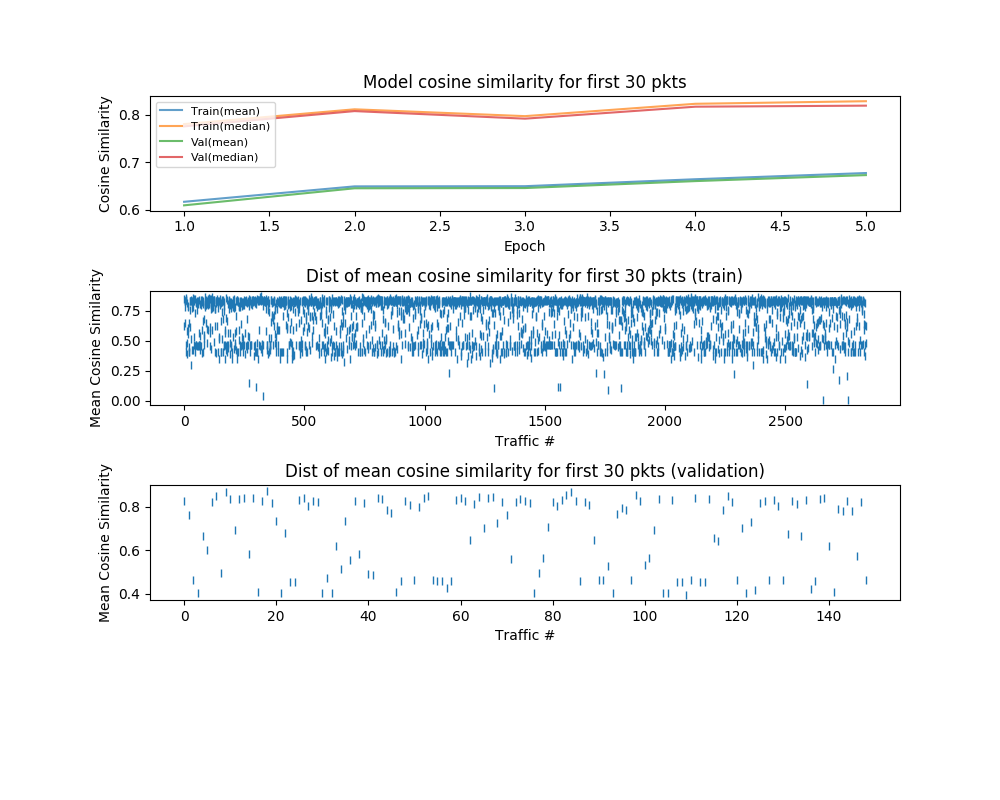 Model cosine similarity for first 30 pkts
Cosine Similarity
0.8
0.7
0.6
Train(mean)
Train(median)
Val(mean)
Val(median)
1.0 1.5 2.0 2.5 3.0 3.5 4.0 4.5 5.0
Epoch
Dist of mean cosine similarity for first 30 pkts (train)
Mean Cosine Similarity
0.75
0.50
0.25
0.00
0 500 1000 1500 2000 2500
Traffic #
Dist of mean cosine similarity for first 30 pkts (validation)
Mean Cosine Similarity
0.8
0.6
0.4
0 20 40 60 80 100 120 140
Traffic #